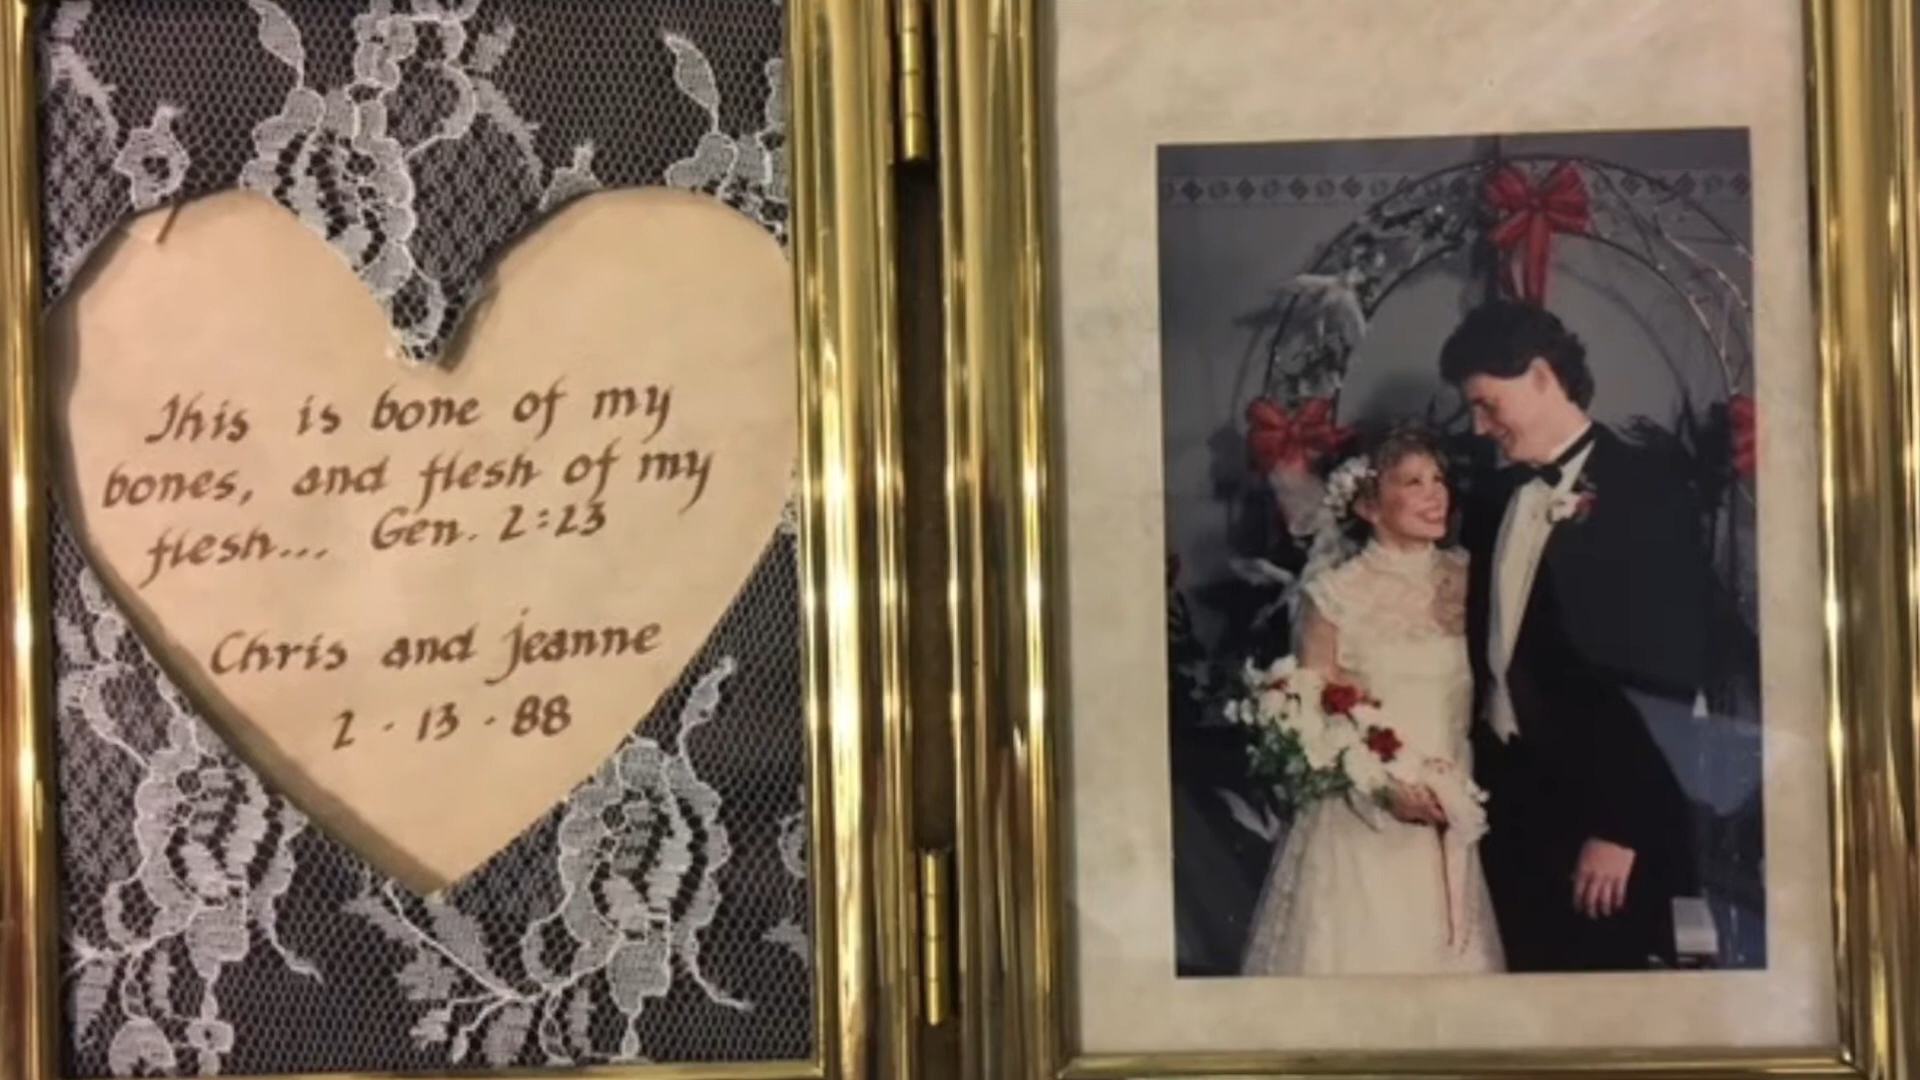 This is bone of my
bones, and flesh of my
flesh... Gen. 2:23
Chris and Jeanne
2 - 13 - 88